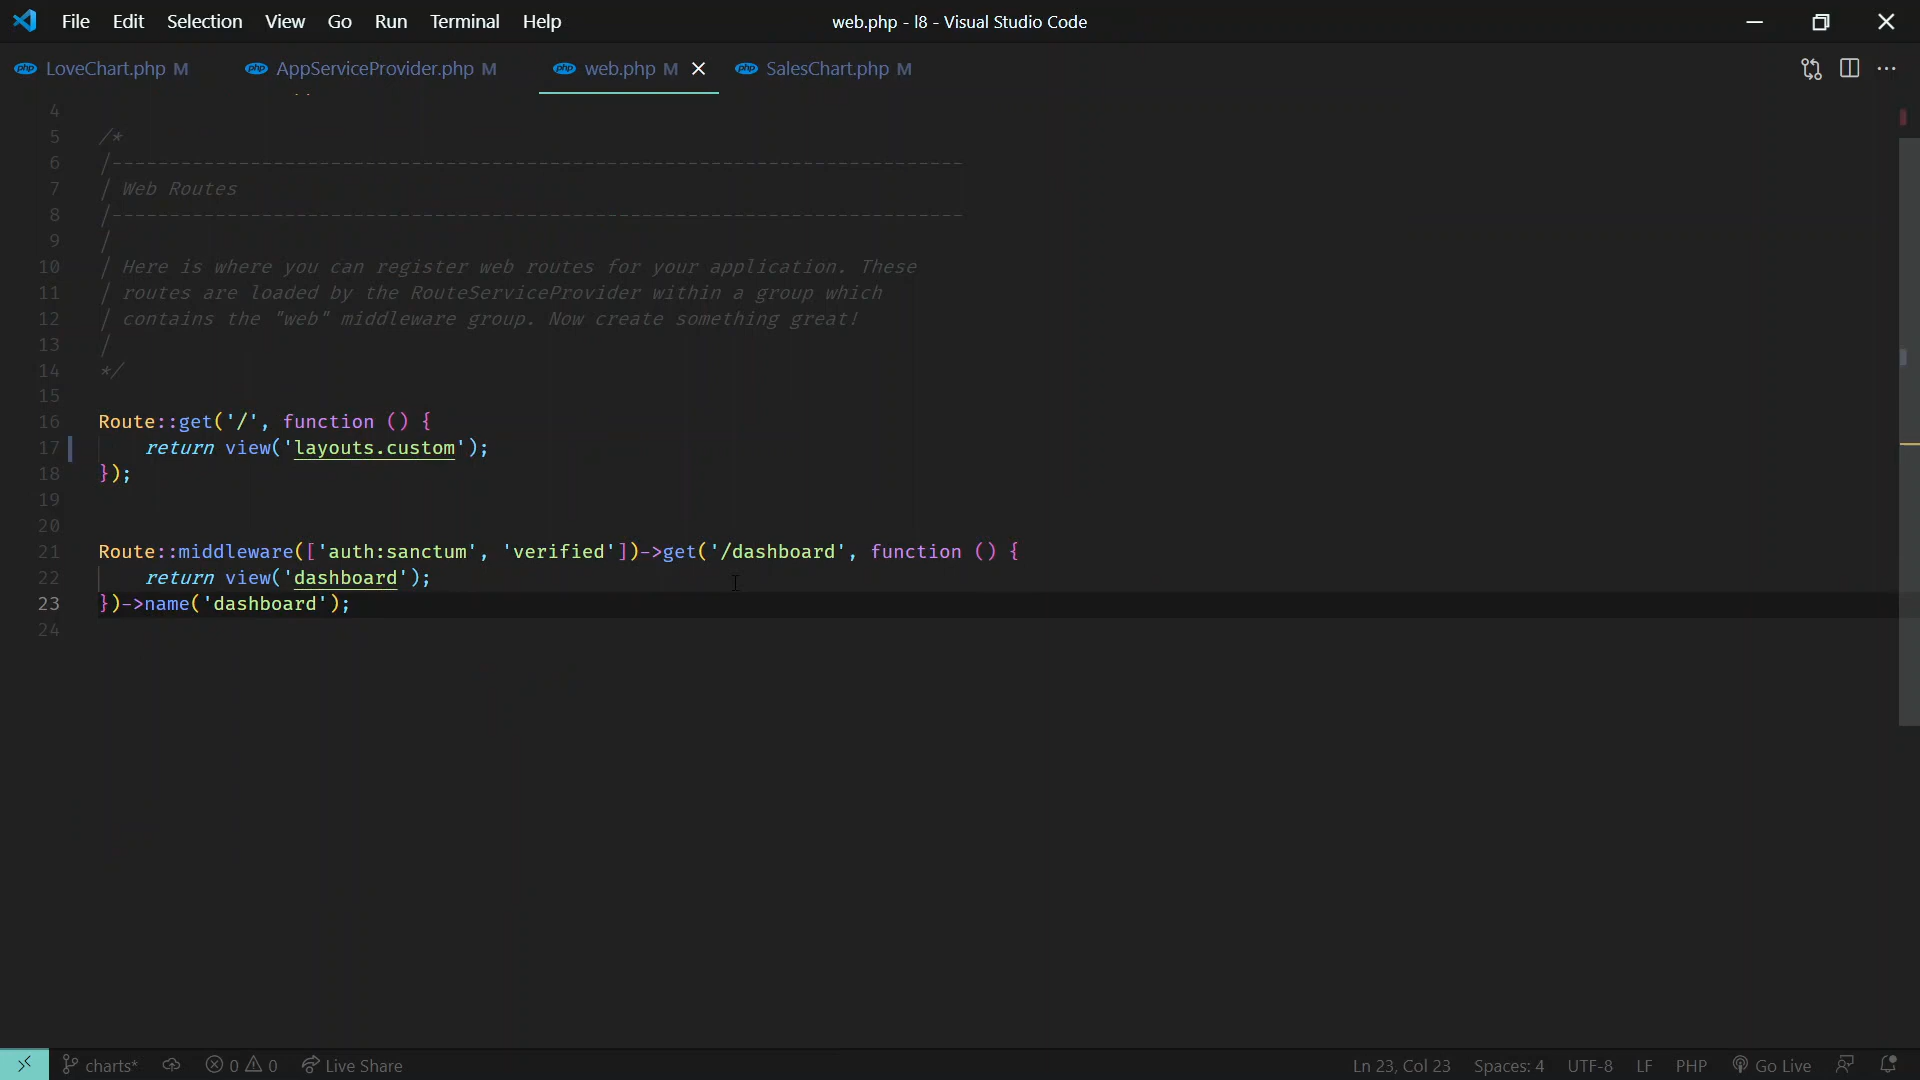 File Edit Selection View Go Run Terminal Help
web.php - l8 - Visual Studio Code
php LoveChart.php M
php AppServiceProvider.php M
php web.php M
php SalesChart.php M
4
5 /*
6 |--------------------------------------------------------------------------
7 | Web Routes
8 |--------------------------------------------------------------------------
9 |
10 | Here is where you can register web routes for your application. These
11 | routes are loaded by the RouteServiceProvider within a group which
12 | contains the "web" middleware group. Now create something great!
13 |
14 */
15
16 Route::get('/', function () {
17     return view('layouts.custom');
18 });
19
20
21 Route::middleware(['auth:sanctum', 'verified'])->get('/dashboard', function () {
22     return view('dashboard');
23 })->name('dashboard');
24
charts* 0 0 Live Share
Ln 23, Col 23 Spaces: 4 UTF-8 LF PHP Go Live